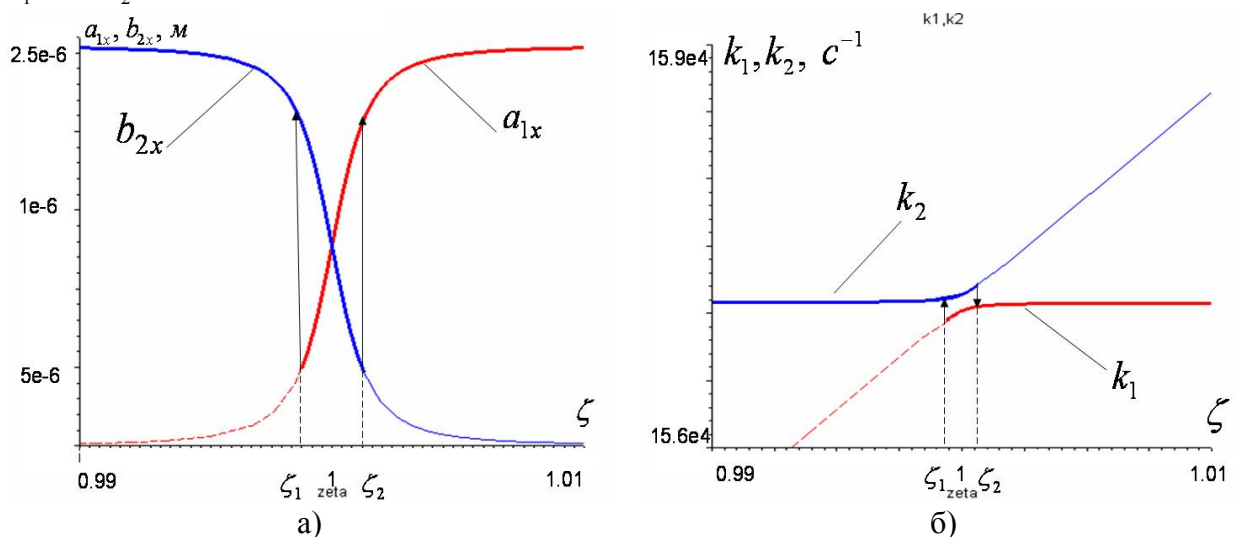 a₁ₓ, b₂ₓ, м
2.5e-6
b₂ₓ
a₁ₓ
1e-6
5e-6
ζ
0.99
ζ₁
1
zeta
ζ₂
1.01
а)
k1,k2
15.9e4
k₁, k₂, c⁻¹
k₂
k₁
ζ
15.6e4
0.99
ζ₁
1
zeta
ζ₂
1.01
б)